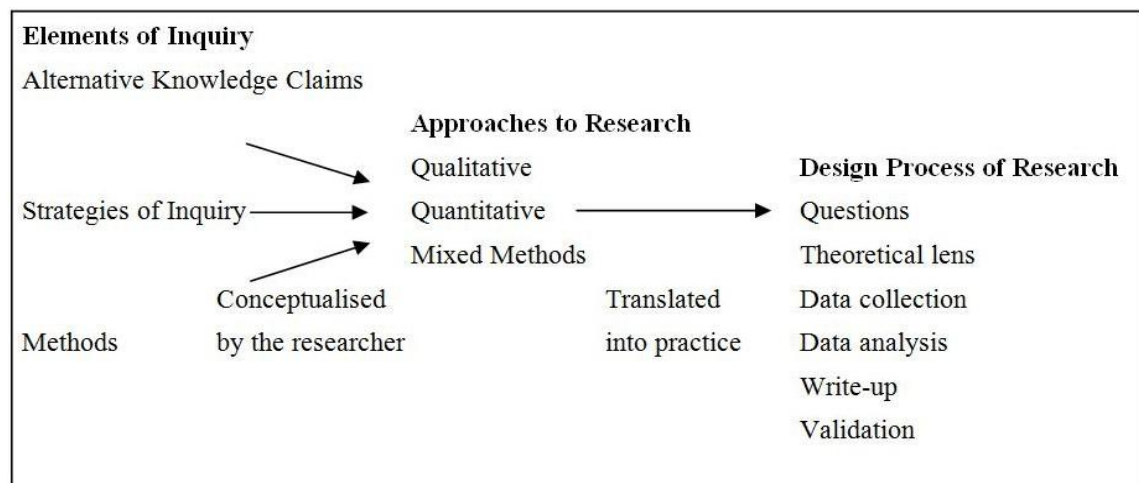 Elements of Inquiry
Alternative Knowledge Claims
Approaches to Research
Qualitative
Design Process of Research
Strategies of Inquiry
Quantitative
Questions
Mixed Methods
Theoretical lens
Conceptualised
Translated
Data collection
Methods
by the researcher
into practice
Data analysis
Write-up
Validation